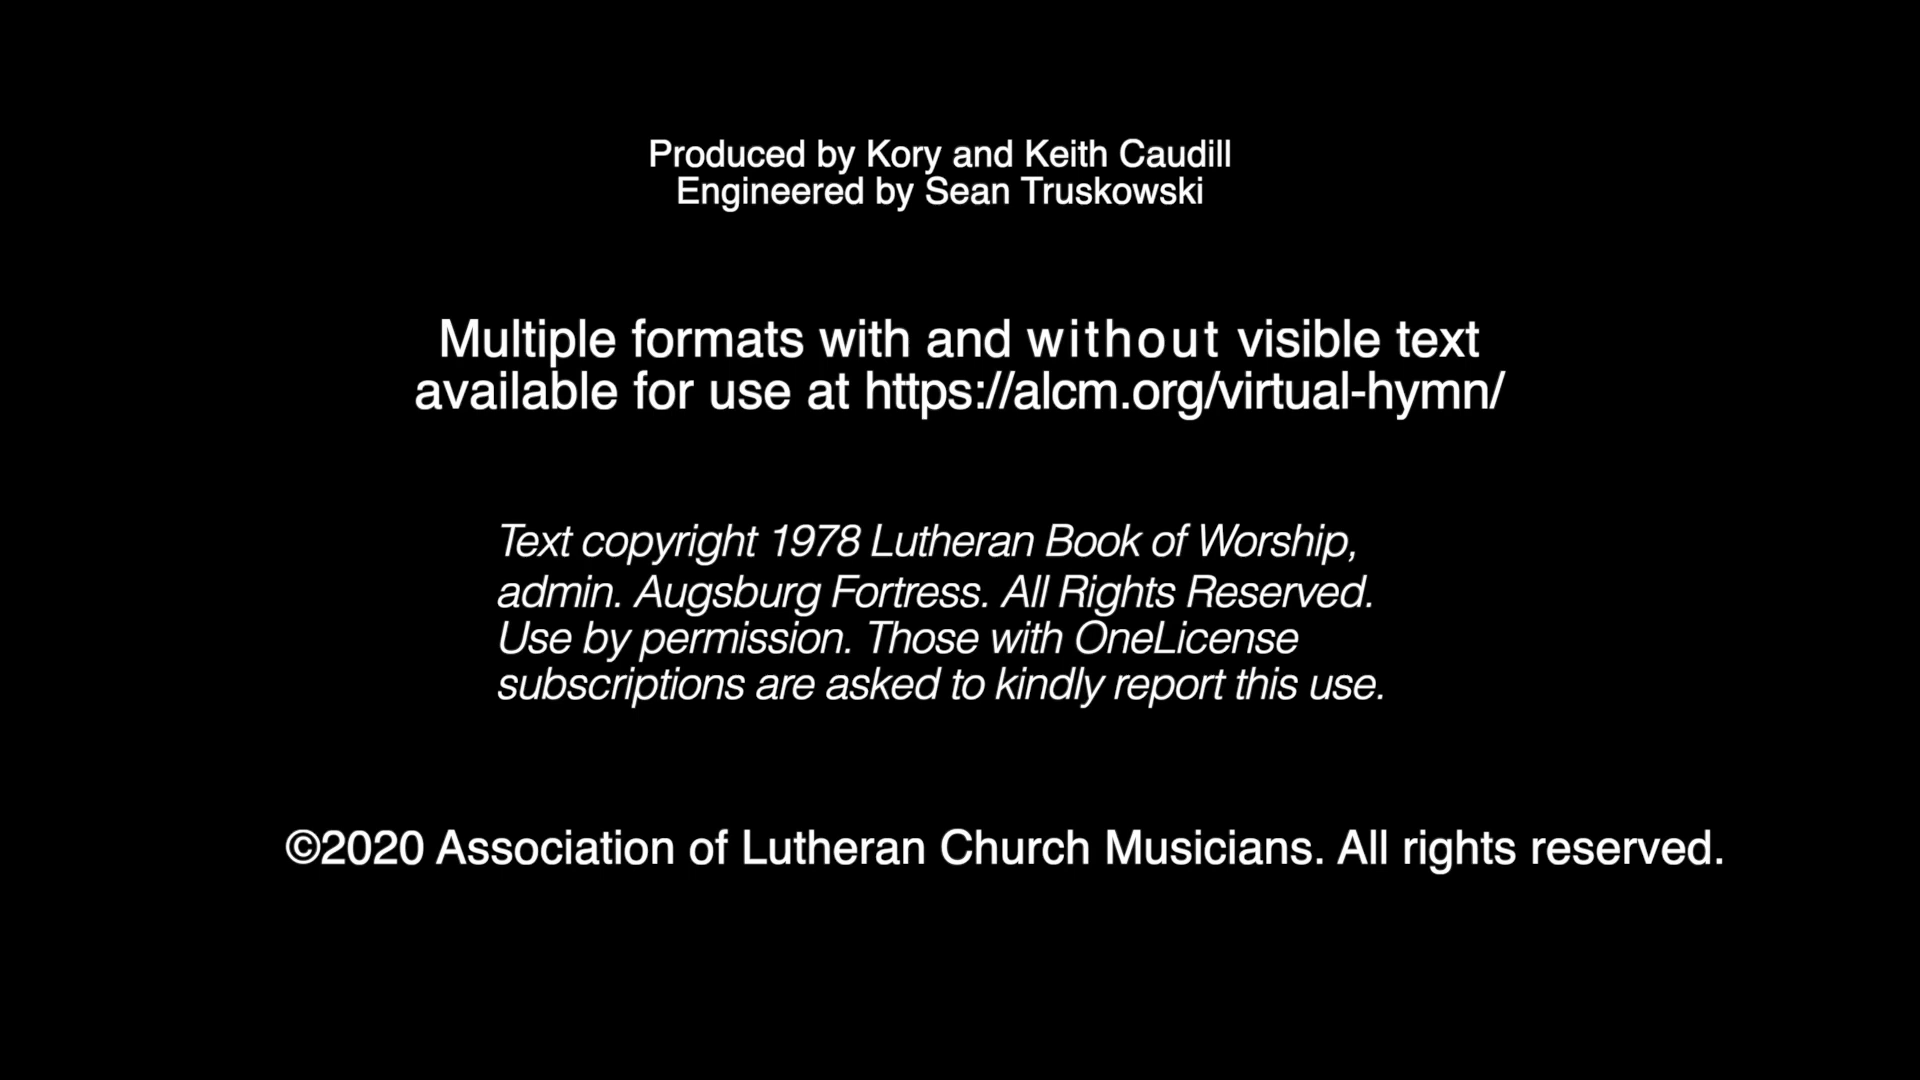 Produced by Kory and Keith Caudill
Engineered by Sean Truskowski
Multiple formats with and without visible text
available for use at https://alcm.org/virtual-hymn/
Text copyright 1978 Lutheran Book of Worship,
admin. Augsburg Fortress. All Rights Reserved.
Use by permission. Those with OneLicense
subscriptions are asked to kindly report this use.
©2020 Association of Lutheran Church Musicians. All rights reserved.